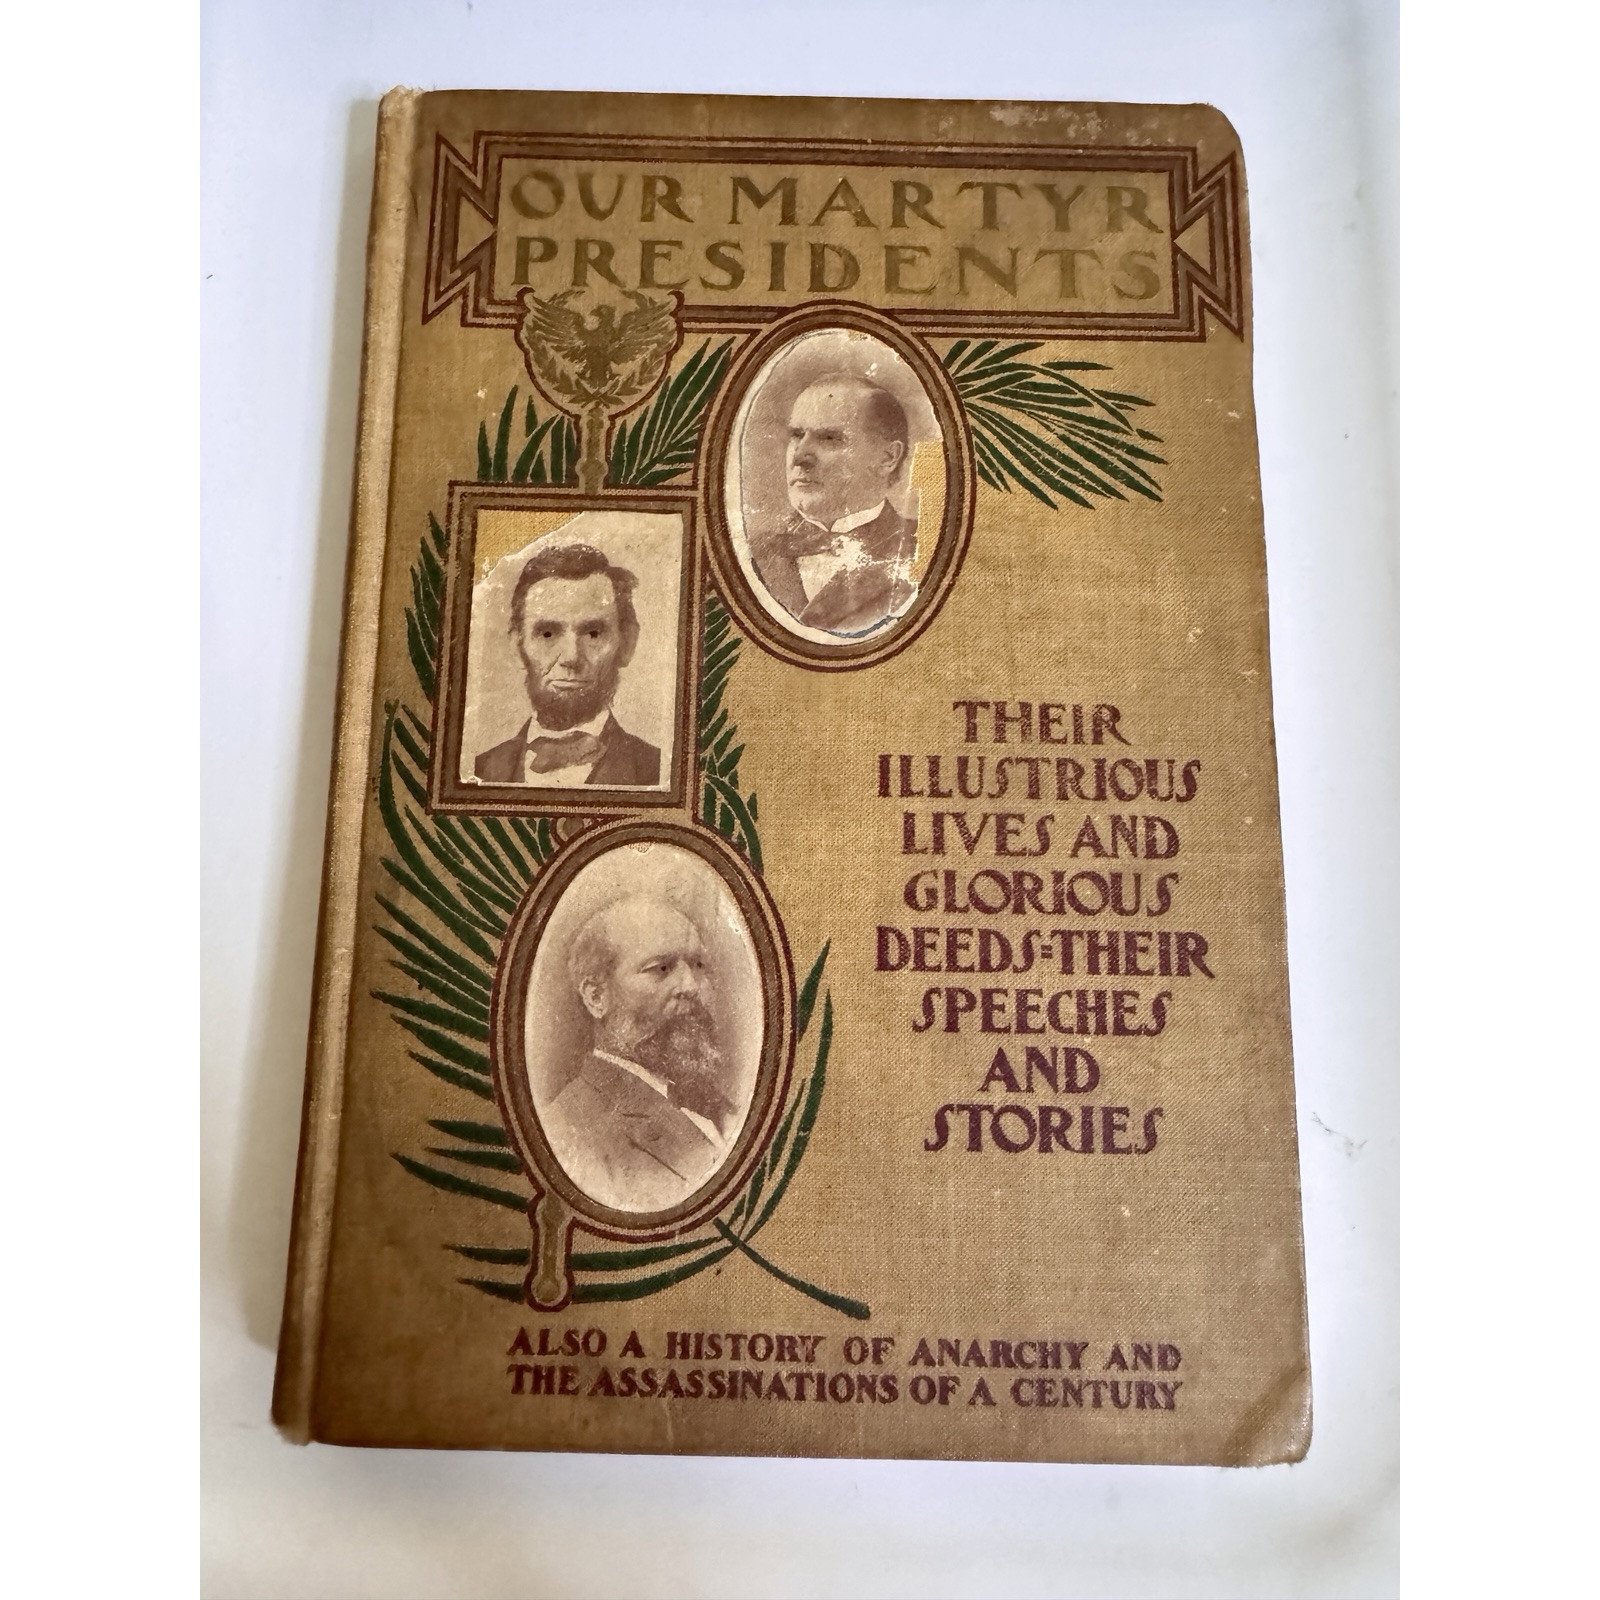 OUR MARTYR
PRESIDENTS
THEIR
ILLUSTRIOUS
LIVES AND
GLORIOUS
DEEDS=THEIR
SPEECHES
AND
STORIES
ALSO A HISTORY OF ANARCHY AND
THE ASSASSINATIONS OF A CENTURY